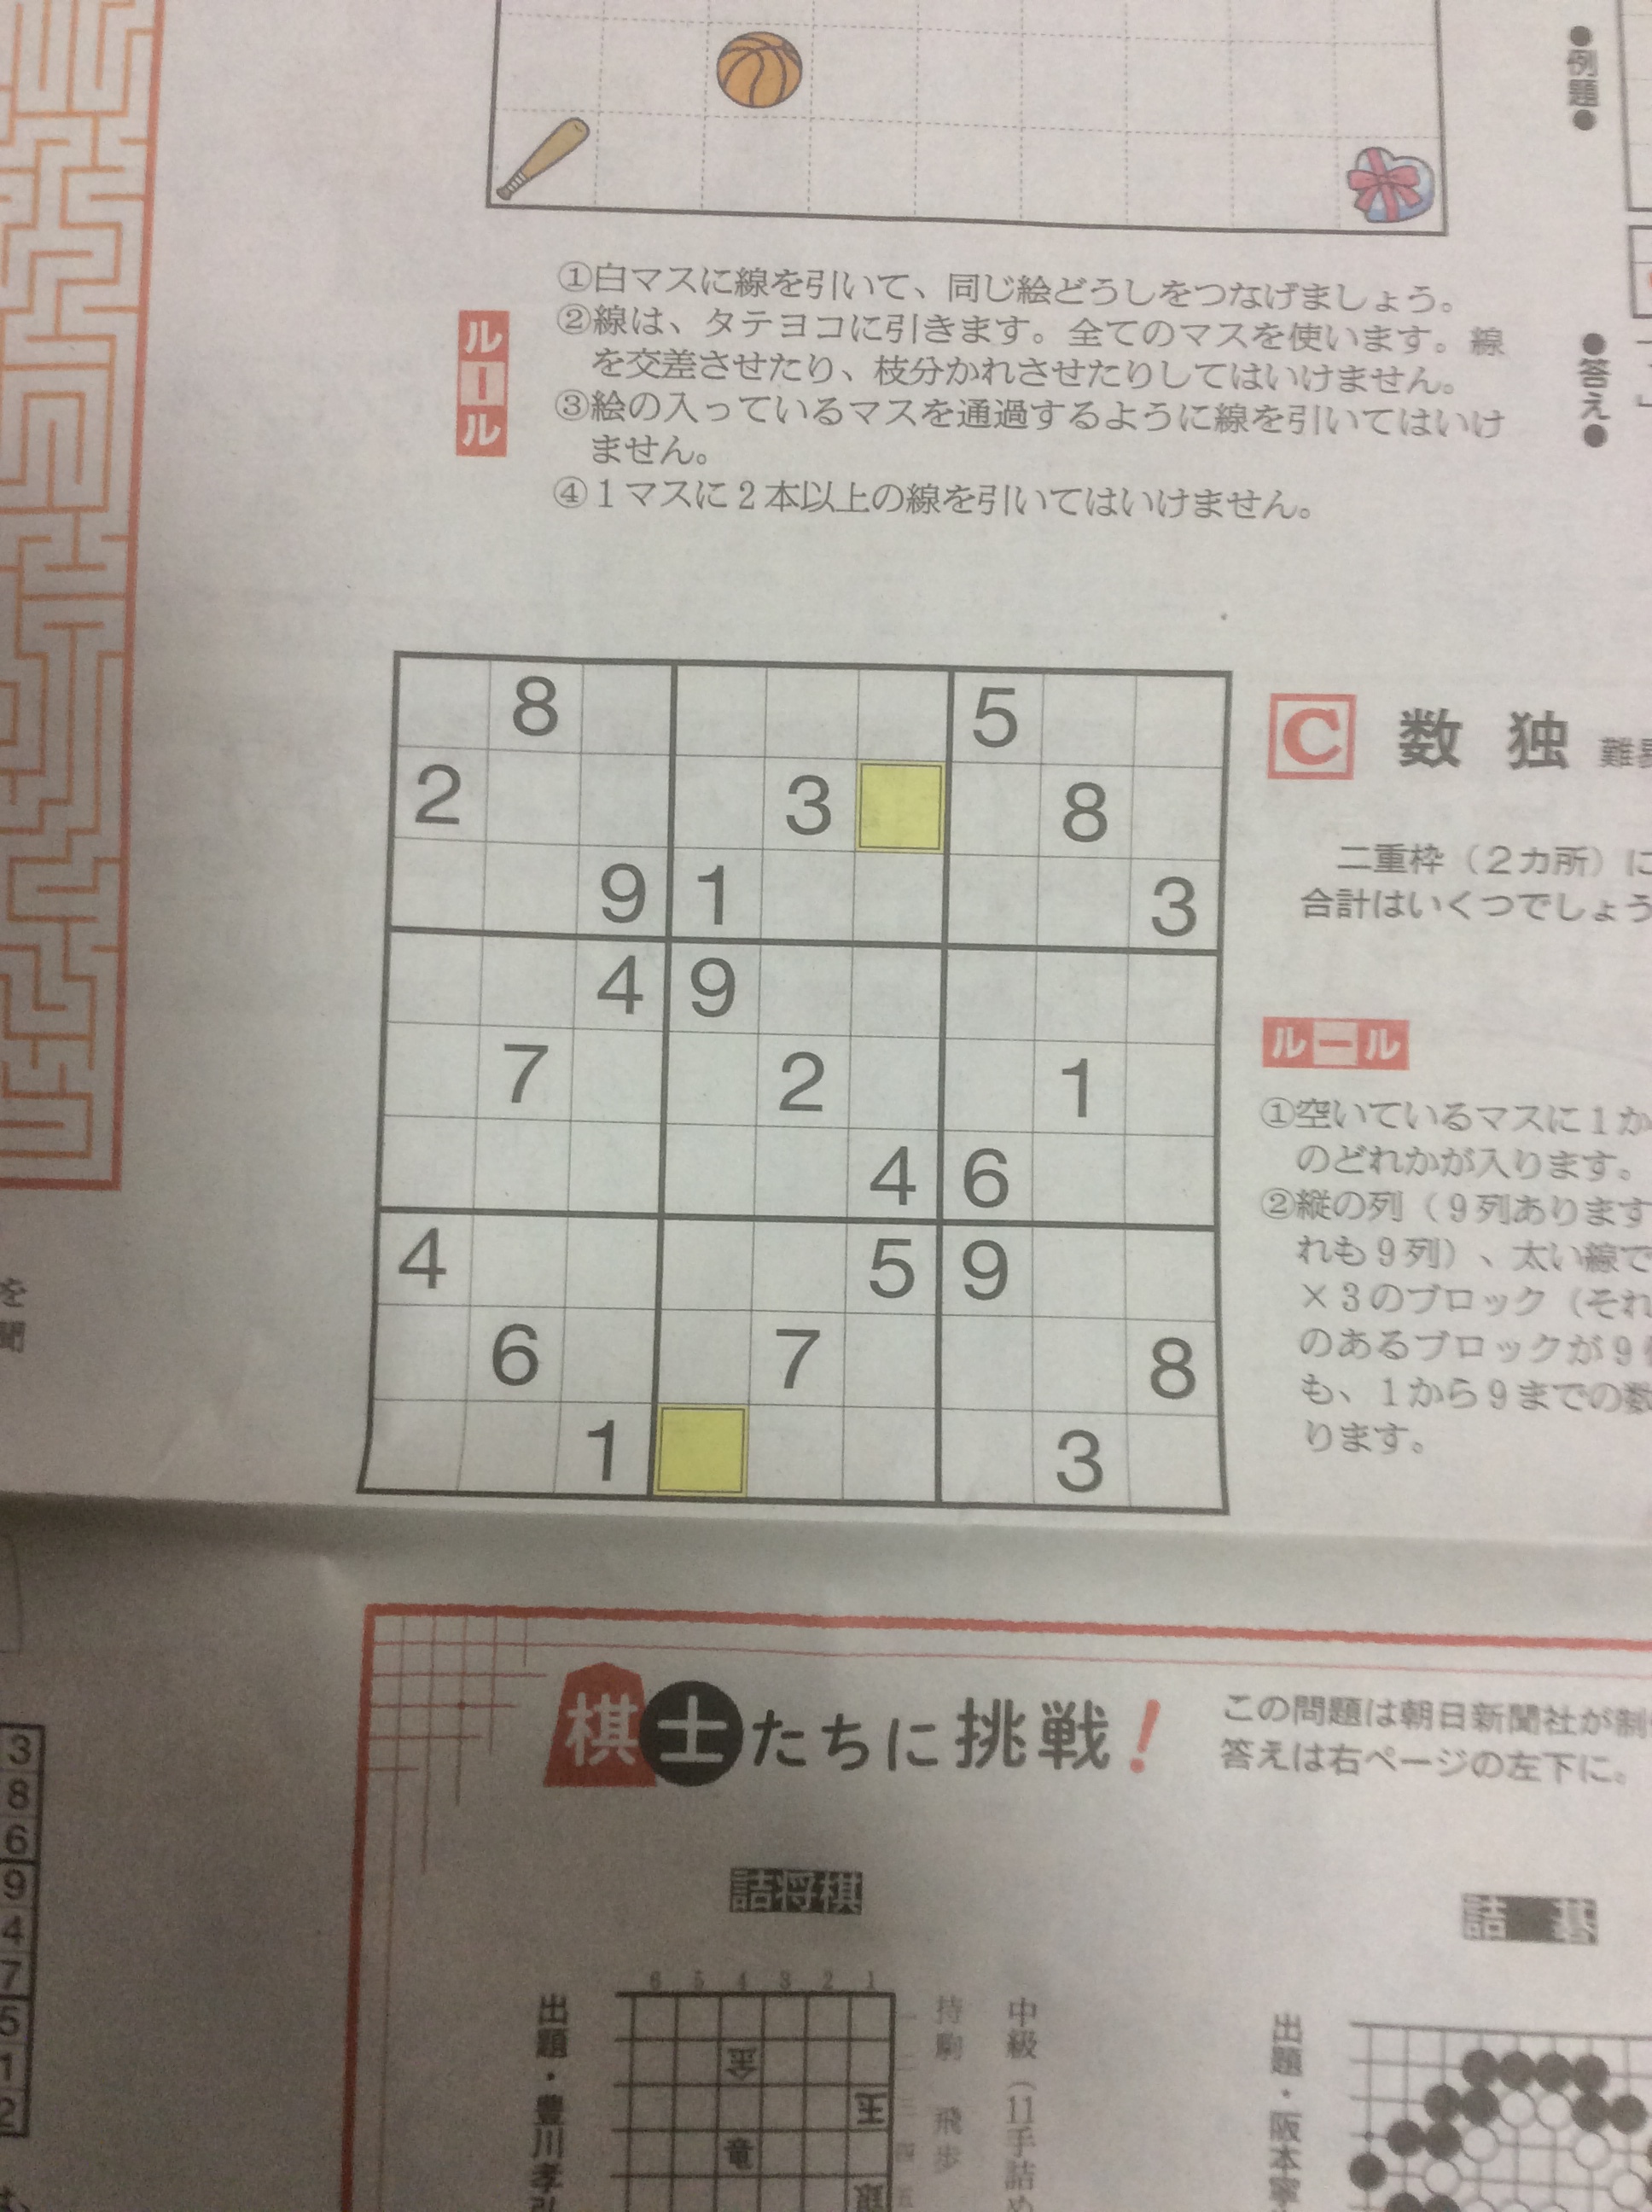 ●例題●
①白マスに線を引いて、同じ絵どうしをつなげましょう。
②線は、タテヨコに引きます。全てのマスを使います。線
を交差させたり、枝分かれさせたりしてはいけません。
③絵の入っているマスを通過するように線を引いてはいけ
ません。
④1マスに2本以上の線を引いてはいけません。
ルール
●答え●
8 5
2 3 8
9 1 3
4 9
7 2 1
4 6
4 5 9
6 7 8
1 3
C 数独 難
二重枠（2カ所）に
合計はいくつでしょう
ルール
①空いているマスに1か
のどれかが入ります。
②縦の列（9列あります
れも9列）、太い線で
×3のブロック（それ
のあるブロックが9
も、1から9までの数
ります。
を
聞
3
8
6
9
4
7
5
1
2
棋士たちに挑戦！
この問題は朝日新聞社が制
答えは右ページの左下に。
詰将棋
詰碁
出題・豊川孝弘
6 5 4 3 2 1
一
二
三
四
五
金
王
竜
持駒 飛歩
中級（11手詰め
出題・阪本寧